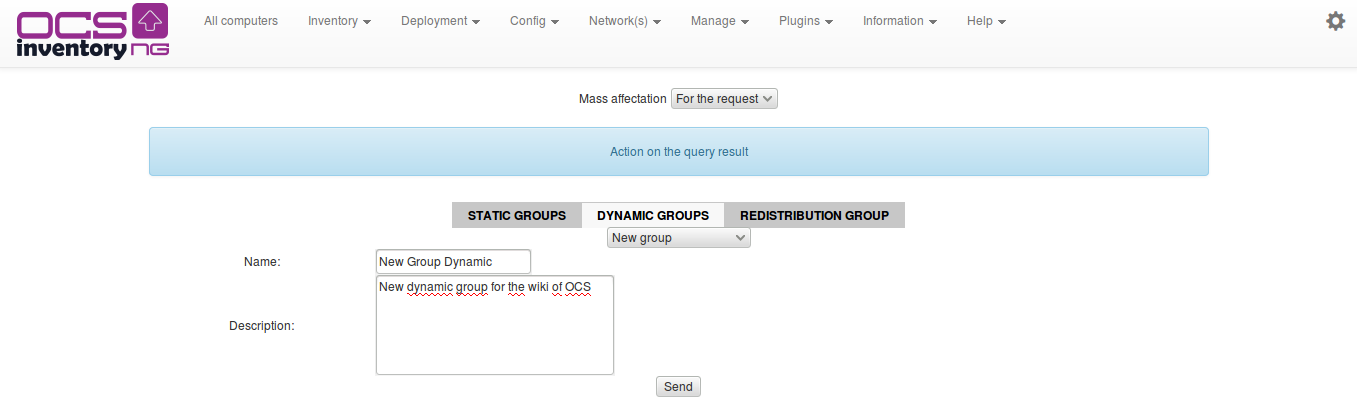 OCS
inventory NG
All computers Inventory Deployment Config Network(s) Manage Plugins Information Help
Mass affectation For the request
Action on the query result
STATIC GROUPS DYNAMIC GROUPS REDISTRIBUTION GROUP
New group
Name: New Group Dynamic
New dynamic group for the wiki of OCS
Description:
Send